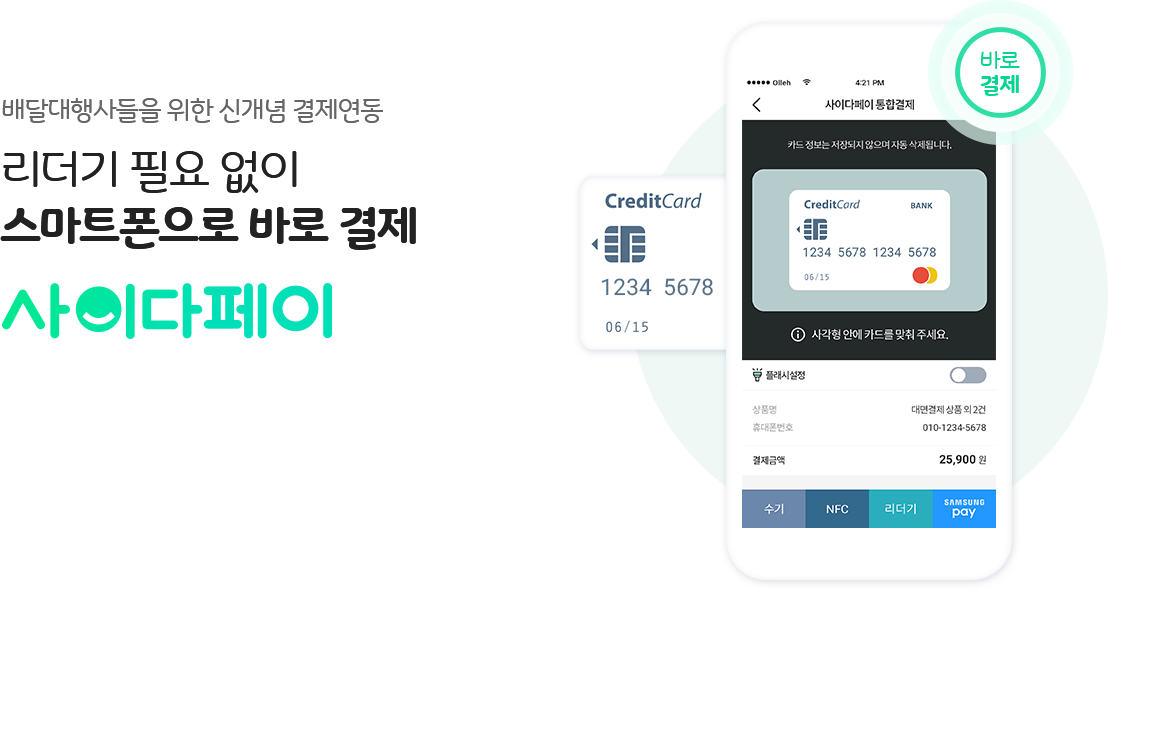 배달대행사들을 위한 신개념 결제연동
리더기 필요 없이
스마트폰으로 바로 결제
사이다페이
CreditCard
1234 5678
06/15
바로
결제
Olleh 4:21 PM
사이다페이 통합결제
카드 정보는 저장되지 않으며 자동 삭제됩니다.
CreditCard BANK
1234 5678 1234 5678
06/15
사각형 안에 카드를 맞춰 주세요.
플래시설정
상품명 대면결제 상품 외 2건
휴대폰번호 010-1234-5678
결제금액 25,900 원
수기 NFC 리더기 SAMSUNG pay